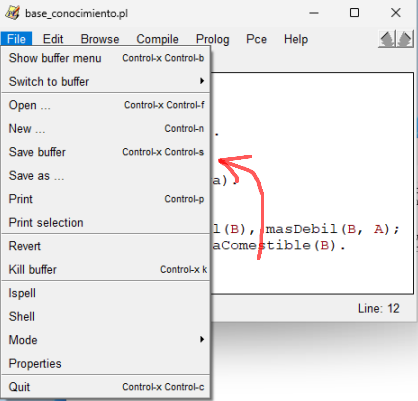 base_conocimiento.pl
File Edit Browse Compile Prolog Pce Help
Show buffer menu Control-x Control-b
Switch to buffer
Open ... Control-x Control-f
New ... Control-n
.
Save buffer Control-x Control-s
Save as ...
a).
Print Control-p
Print selection
l(B), masDebil(B, A);
Revert
aComestible(B).
Kill buffer Control-x k
Ispell
Shell
Line: 12
Mode
Properties
Quit Control-x Control-c